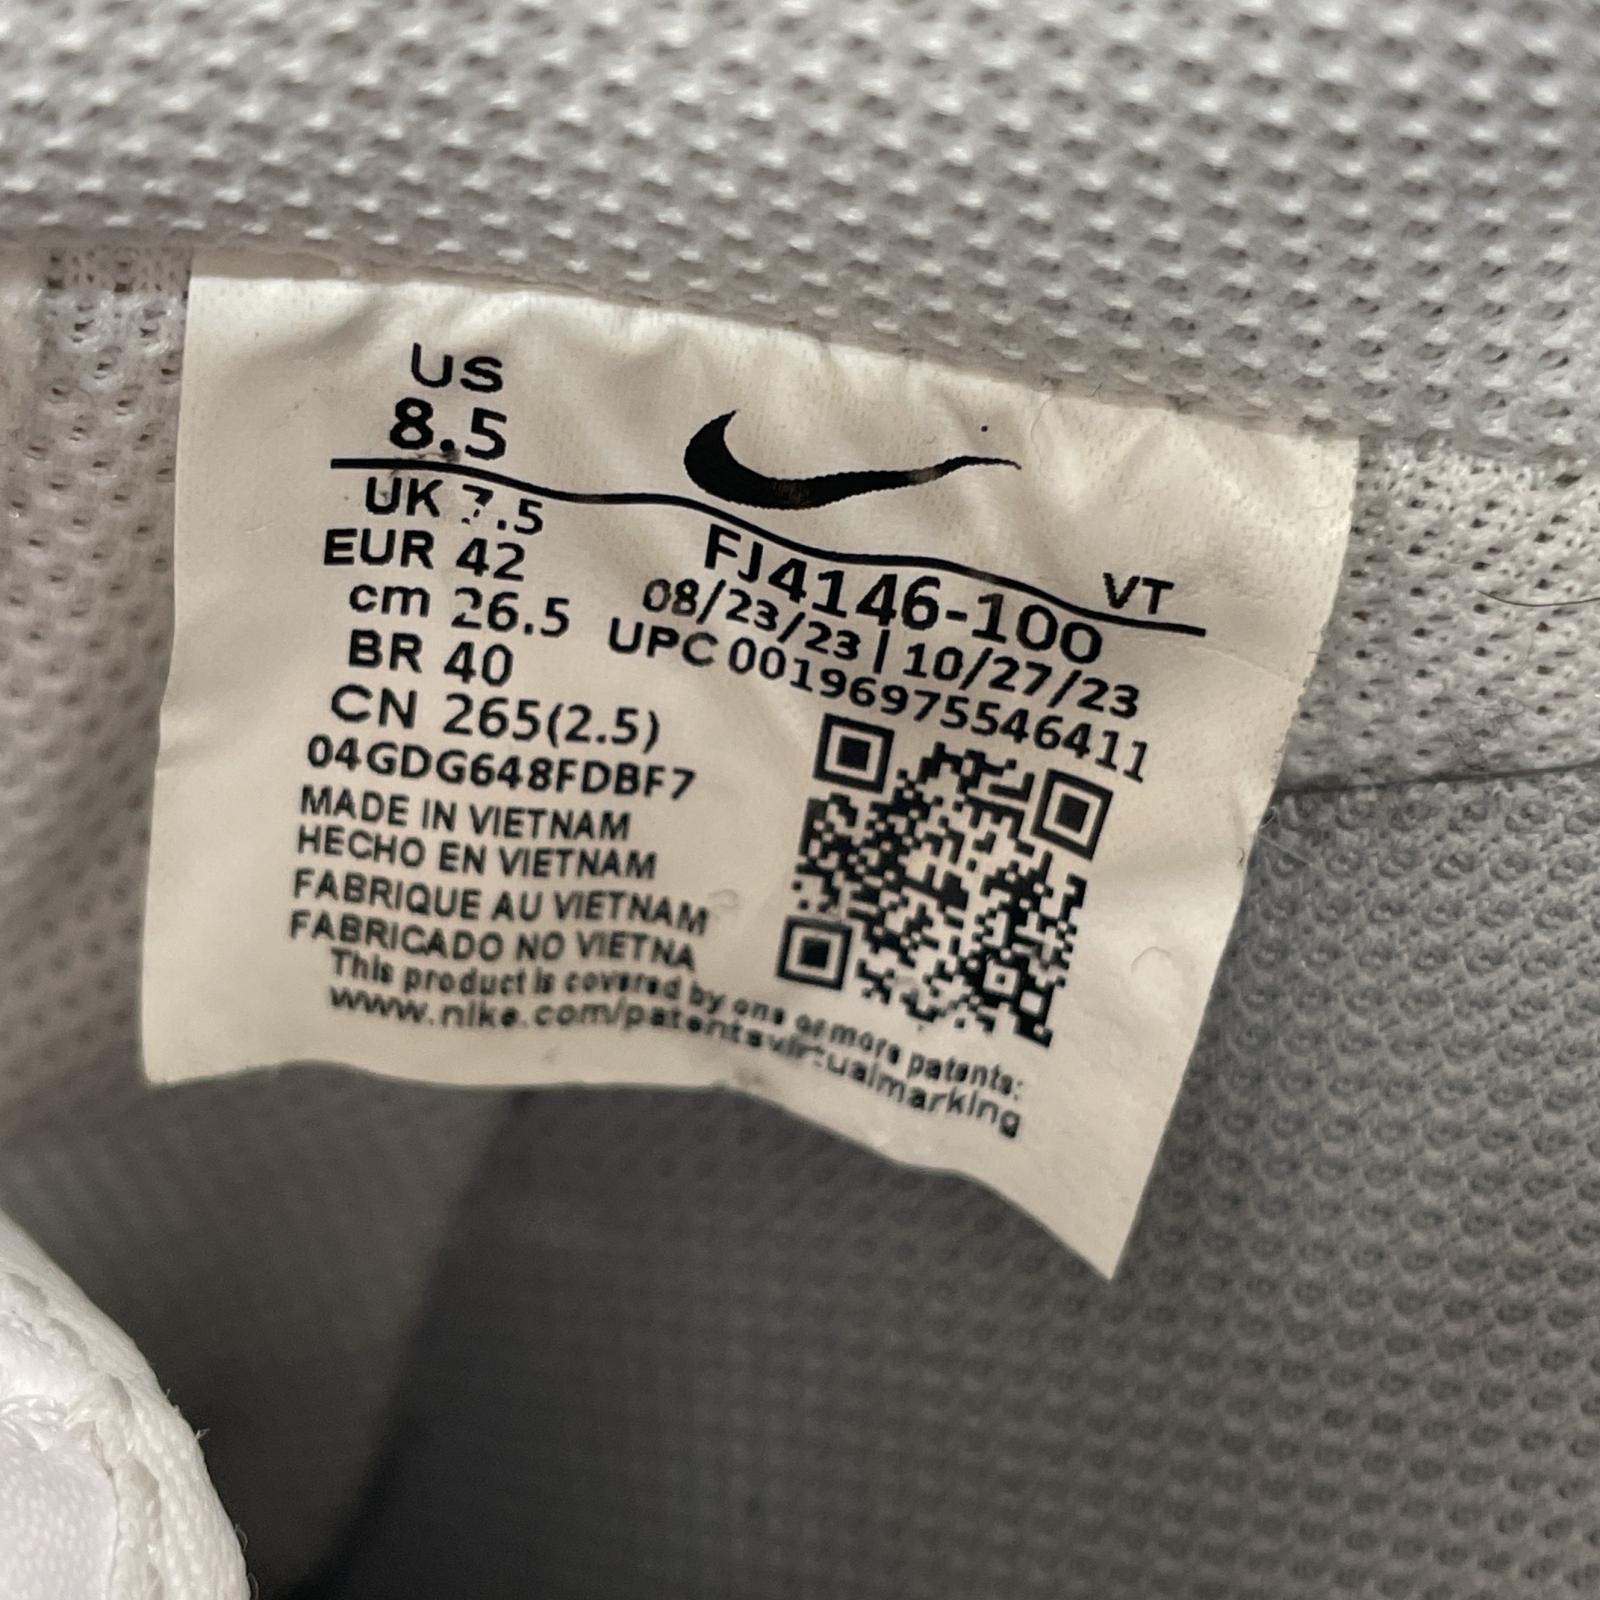 US
8.5
UK 7.5
EUR 42
cm 26.5
BR 40
CN 265(2.5)
04GDG648FDBF7
MADE IN VIETNAM
HECHO EN VIETNAM
FABRIQUE AU VIETNAM
FABRICADO NO VIETNA
VT
FJ4146-100
08/23/23 | 10/27/23
UPC 00196975546411
This product is covered by one or more patents:
www.nike.com/patentsvirtualmarking